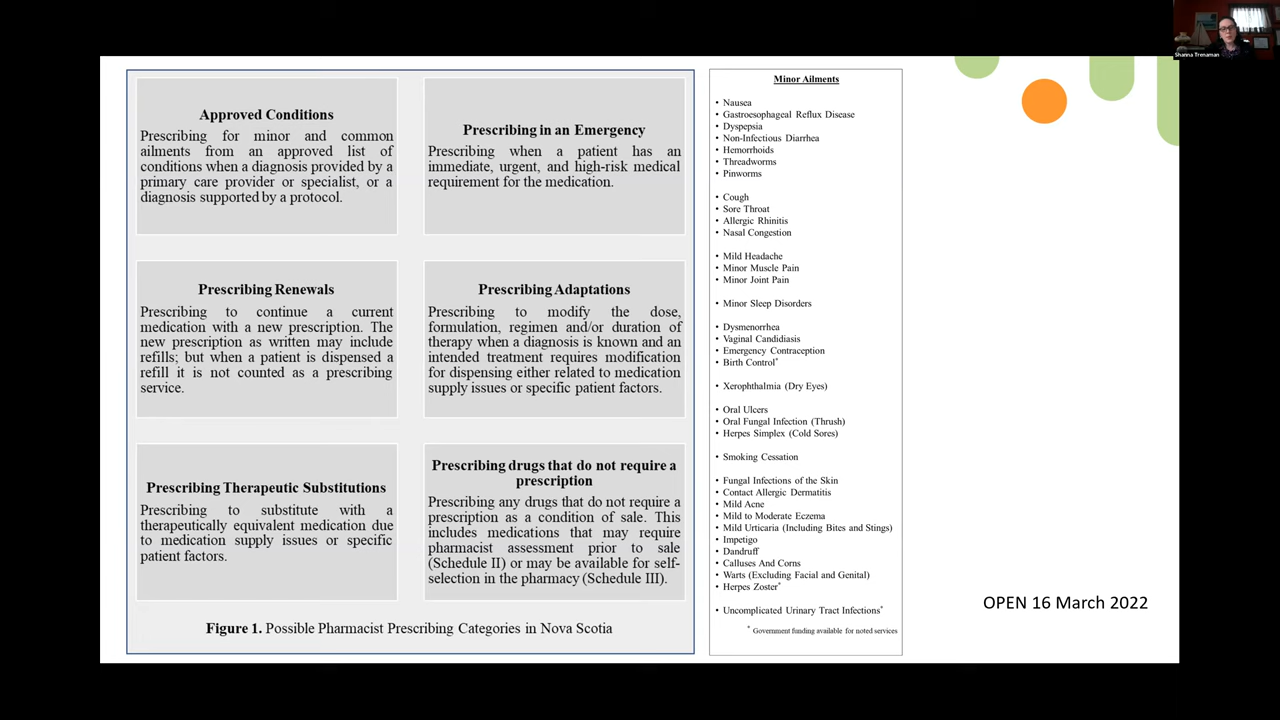 Shanna Trenaman
Approved Conditions
Prescribing for minor and common
ailments from an approved list of
conditions when a diagnosis provided by a
primary care provider or specialist, or a
diagnosis supported by a protocol.
Prescribing in an Emergency
Prescribing when a patient has an
immediate, urgent, and high-risk medical
requirement for the medication.
Prescribing Renewals
Prescribing to continue a current
medication with a new prescription. The
new prescription as written may include
refills; but when a patient is dispensed a
refill it is not counted as a prescribing
service.
Prescribing Adaptations
Prescribing to modify the dose,
formulation, regimen and/or duration of
therapy when a diagnosis is known and an
intended treatment requires modification
for dispensing either related to medication
supply issues or specific patient factors.
Prescribing Therapeutic Substitutions
Prescribing to substitute with a
therapeutically equivalent medication due
to medication supply issues or specific
patient factors.
Prescribing drugs that do not require a
prescription
Prescribing any drugs that do not require a
prescription as a condition of sale. This
includes medications that may require
pharmacist assessment prior to sale
(Schedule II) or may be available for self-
selection in the pharmacy (Schedule III).
Figure 1. Possible Pharmacist Prescribing Categories in Nova Scotia
Minor Ailments
• Nausea
• Gastroesophageal Reflux Disease
• Dyspepsia
• Non-Infectious Diarrhea
• Hemorrhoids
• Threadworms
• Pinworms
• Cough
• Sore Throat
• Allergic Rhinitis
• Nasal Congestion
• Mild Headache
• Minor Muscle Pain
• Minor Joint Pain
• Minor Sleep Disorders
• Dysmenorrhea
• Vaginal Candidiasis
• Emergency Contraception
• Birth Control*
• Xerophthalmia (Dry Eyes)
• Oral Ulcers
• Oral Fungal Infection (Thrush)
• Herpes Simplex (Cold Sores)
• Smoking Cessation
• Fungal Infections of the Skin
• Contact Allergic Dermatitis
• Mild Acne
• Mild to Moderate Eczema
• Mild Urticaria (Including Bites and Stings)
• Impetigo
• Dandruff
• Calluses And Corns
• Warts (Excluding Facial and Genital)
• Herpes Zoster*
• Uncomplicated Urinary Tract Infections*
* Government funding available for noted services
OPEN 16 March 2022